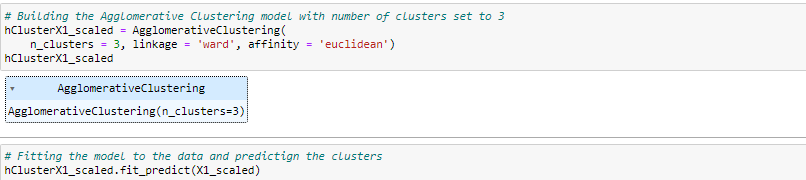 # Building the Agglomerative Clustering model with number of clusters set to 3
hClusterX1_scaled = AgglomerativeClustering(
n_clusters = 3, linkage = 'ward', affinity = 'euclidean')
hClusterX1_scaled
▾ AgglomerativeClustering
AgglomerativeClustering(n_clusters=3)
# Fitting the model to the data and predictign the clusters
hClusterX1_scaled.fit_predict(X1_scaled)